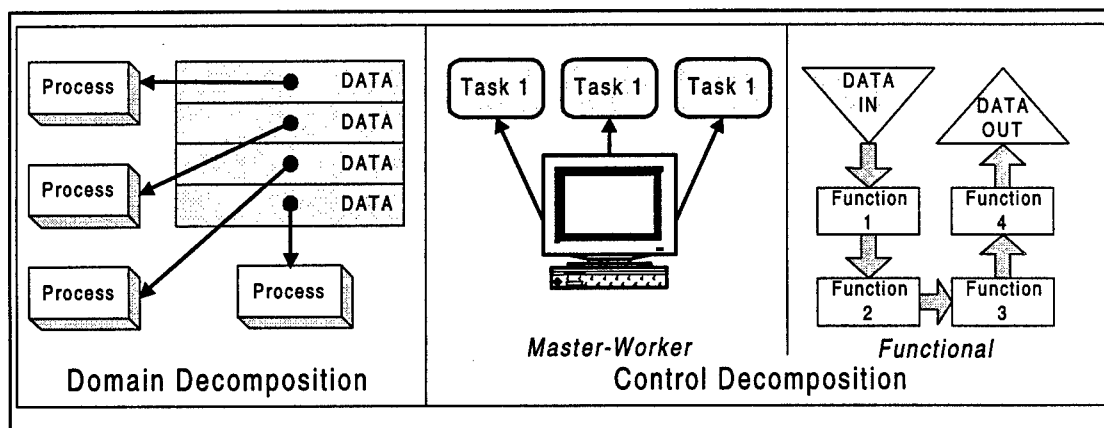 Process
DATA
DATA
Process
DATA
DATA
Process
Process
Domain Decomposition
Task 1
Task 1
Task 1
Master-Worker
DATA
IN
DATA
OUT
Function
1
Function
4
Function
2
Function
3
Functional
Control Decomposition